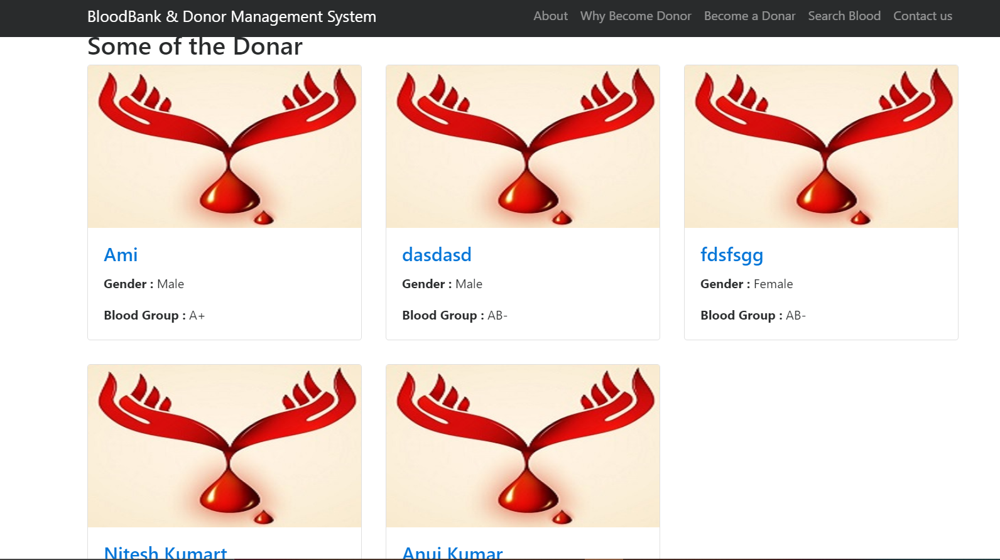 BloodBank & Donor Management System
About Why Become Donor Become a Donar Search Blood Contact us
Some of the Donar
Ami
Gender : Male
Blood Group : A+
dasdasd
Gender : Male
Blood Group : AB-
fdsfsgg
Gender : Female
Blood Group : AB-
Nitesh Kumart
Anuj Kumar